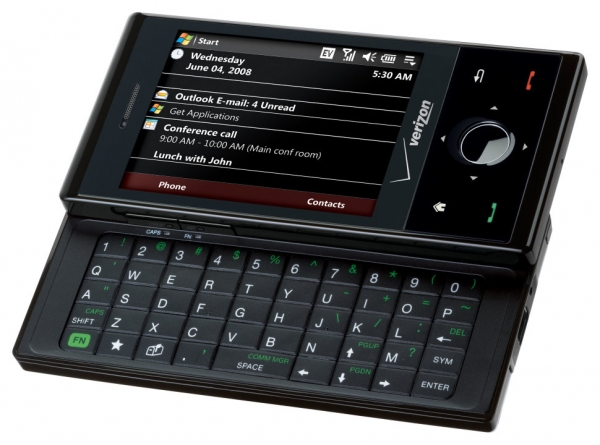 Start
EV
Wednesday
June 04, 2008
5:30 AM
Outlook E-mail: 4 Unread
Get Applications
Conference call
9:00 AM - 10:00 AM (Main conf room)
Lunch with John
Phone Contacts
verizon
CAPS FN
1 ! 2 @ 3 # 4 $ 5 % 6 ^ 7 & 8 * 9 ( 0 )
Q ' W E R T Y U - I + O = P ~
A " S D F G H J \ K / L : ← DEL
CAPS
SHIFT Z X C V B N ↑ PGUP M ? SYM
FN ★ , . ' COMM MGR SPACE ← ↓ PGDN → ENTER